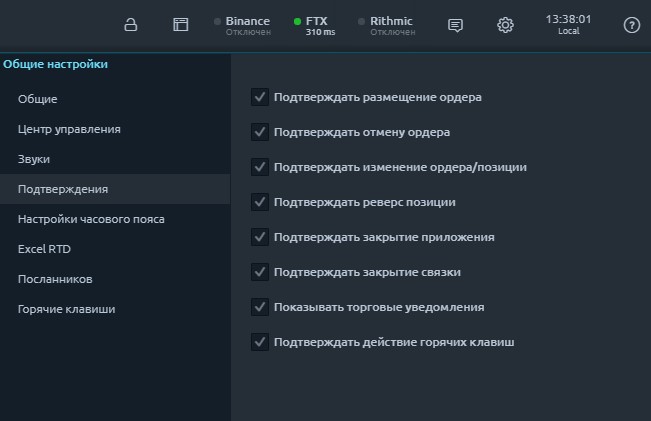 Binance
Отключен
FTX
310 ms
Rithmic
Отключен
13:38:01
Local
?
Общие настройки
Общие
Центр управления
Звуки
Подтверждения
Настройки часового пояса
Excel RTD
Посланников
Горячие клавиши
Подтверждать размещение ордера
Подтверждать отмену ордера
Подтверждать изменение ордера/позиции
Подтверждать реверс позиции
Подтверждать закрытие приложения
Подтверждать закрытие связки
Показывать торговые уведомления
Подтверждать действие горячих клавиш